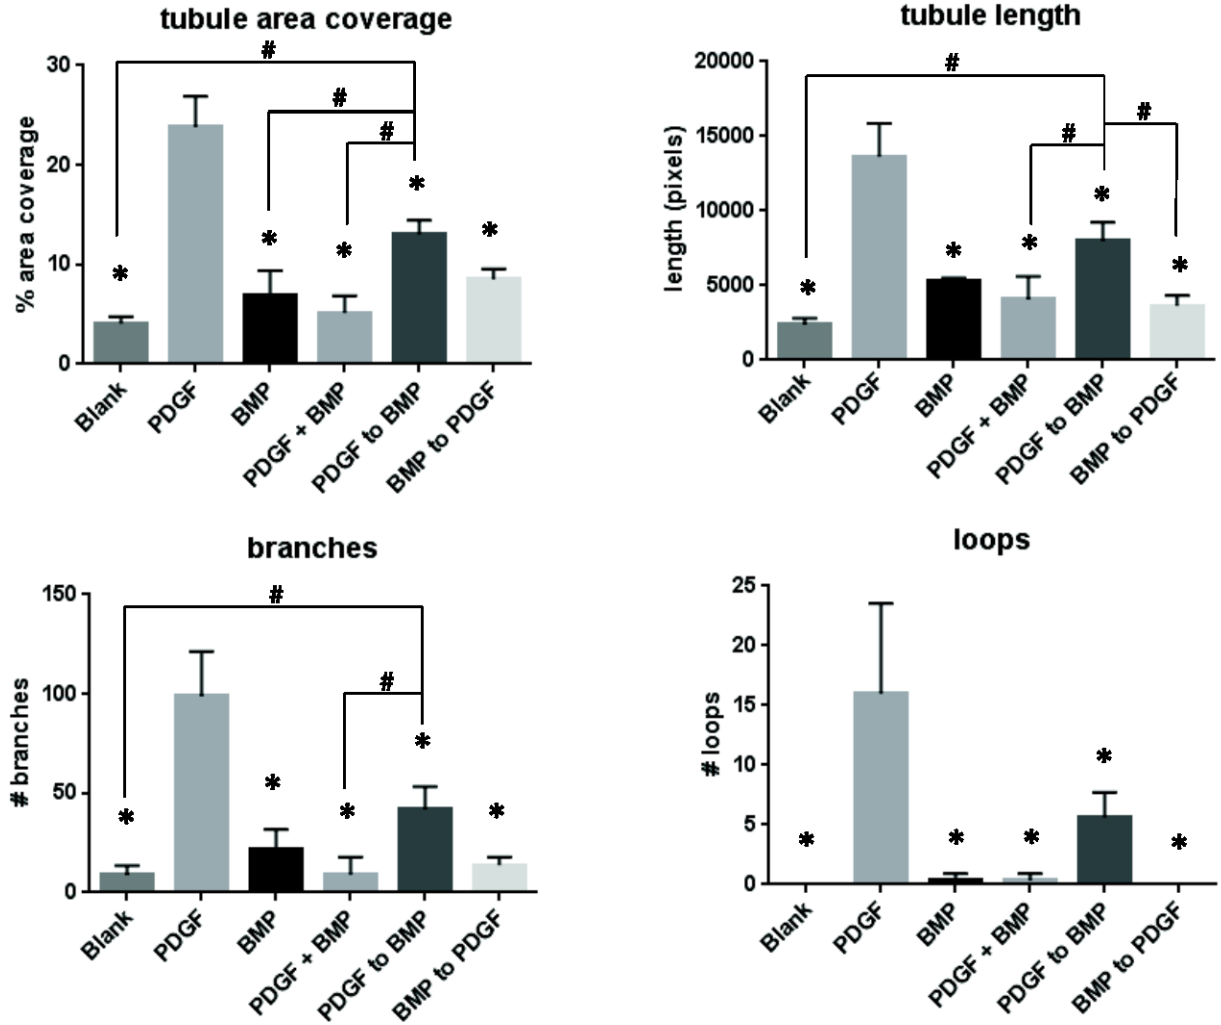 tubule area coverage
% area coverage
30
20
10
0
#
#
#
*
*
*
*
*
Blank
PDGF
BMP
PDGF + BMP
PDGF to BMP
BMP to PDGF
tubule length
length (pixels)
20000
15000
10000
5000
0
#
#
#
*
*
*
*
*
Blank
PDGF
BMP
PDGF + BMP
PDGF to BMP
BMP to PDGF
branches
# branches
150
100
50
0
#
#
*
*
*
*
*
Blank
PDGF
BMP
PDGF + BMP
PDGF to BMP
BMP to PDGF
loops
# loops
25
20
15
10
5
0
*
*
*
*
*
Blank
PDGF
BMP
PDGF + BMP
PDGF to BMP
BMP to PDGF